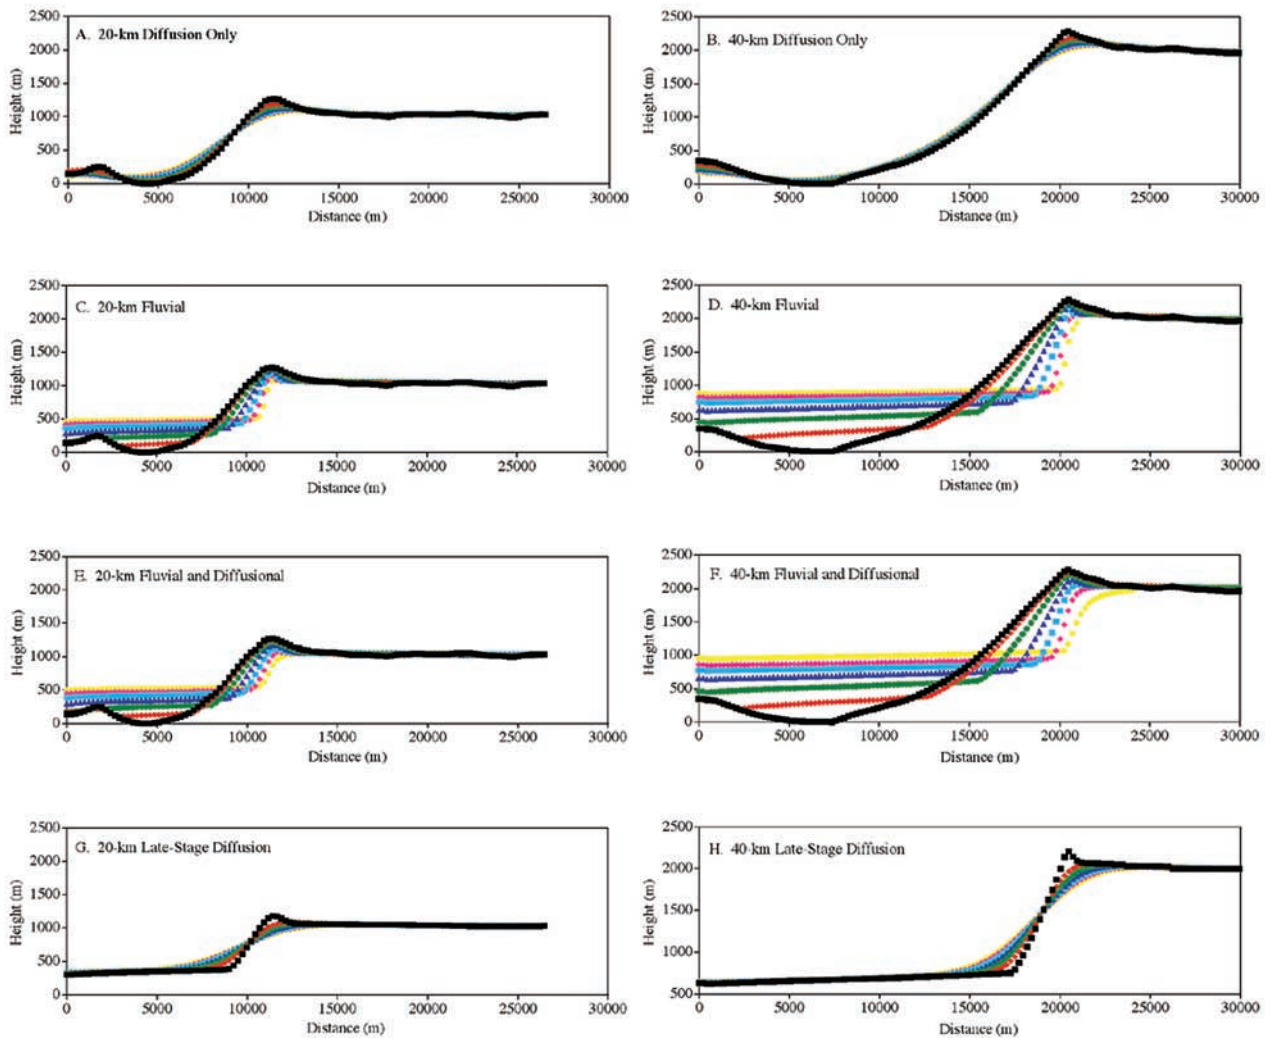 A. 20-km Diffusion Only
Height (m)
2500
2000
1500
1000
500
0
0 5000 10000 15000 20000 25000 30000
Distance (m)
B. 40-km Diffusion Only
Height (m)
2500
2000
1500
1000
500
0
0 5000 10000 15000 20000 25000 30000
Distance (m)
C. 20-km Fluvial
Height (m)
2500
2000
1500
1000
500
0
0 5000 10000 15000 20000 25000 30000
Distance (m)
D. 40-km Fluvial
Height (m)
2500
2000
1500
1000
500
0
0 5000 10000 15000 20000 25000 30000
Distance (m)
E. 20-km Fluvial and Diffusional
Height (m)
2500
2000
1500
1000
500
0
0 5000 10000 15000 20000 25000 30000
Distance (m)
F. 40-km Fluvial and Diffusional
Height (m)
2500
2000
1500
1000
500
0
0 5000 10000 15000 20000 25000 30000
Distance (m)
G. 20-km Late-Stage Diffusion
Height (m)
2500
2000
1500
1000
500
0
0 5000 10000 15000 20000 25000 30000
Distance (m)
H. 40-km Late-Stage Diffusion
Height (m)
2500
2000
1500
1000
500
0 5000 10000 15000 20000 25000 30000
Distance (m)